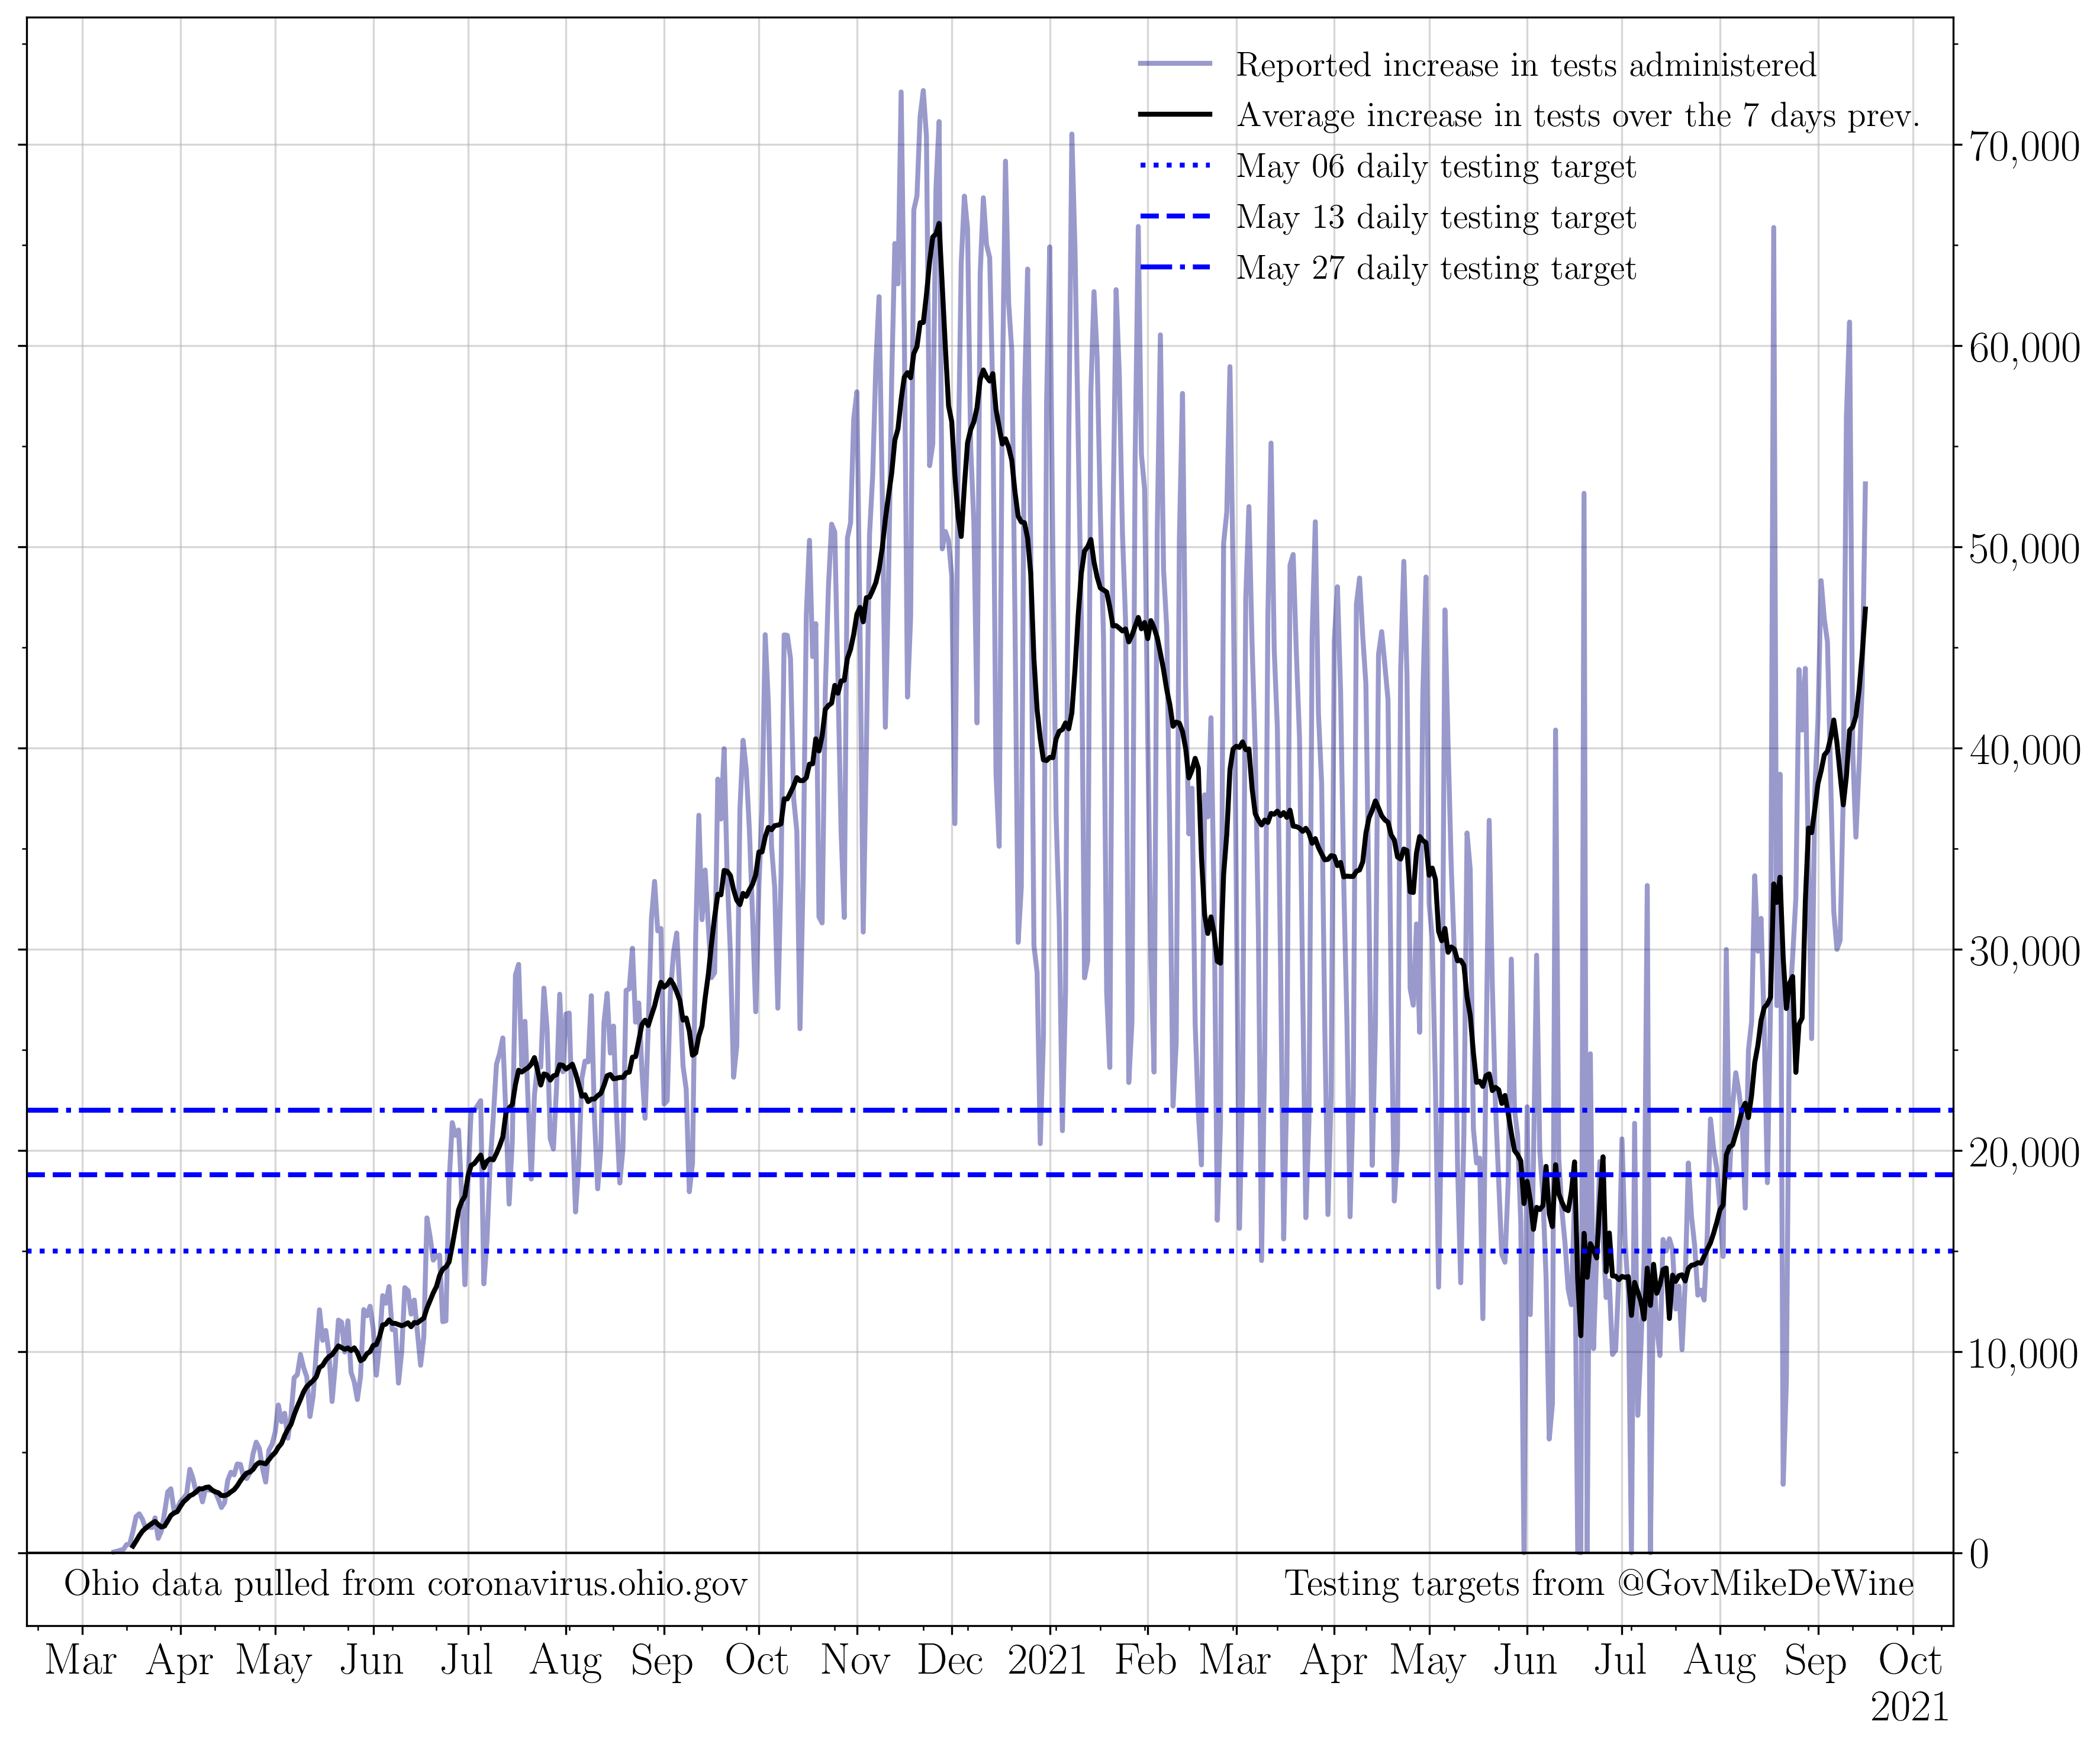 Reported increase in tests administered
Average increase in tests over the 7 days prev.
May 06 daily testing target
May 13 daily testing target
May 27 daily testing target
70,000
60,000
50,000
40,000
30,000
20,000
10,000
0
Ohio data pulled from coronavirus.ohio.gov
Testing targets from @GovMikeDeWine
Mar Apr May Jun Jul Aug Sep Oct Nov Dec 2021 Feb Mar Apr May Jun Jul Aug Sep Oct
2021